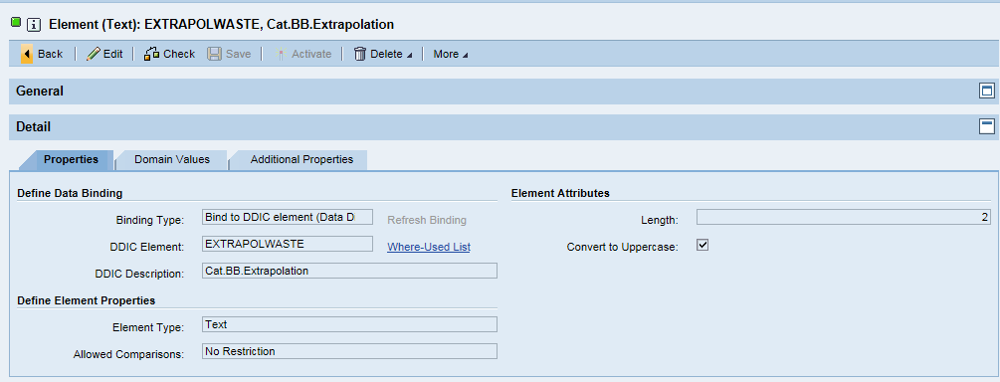 Element (Text): EXTRAPOLWASTE, Cat.BB.Extrapolation
Back Edit Check Save Activate Delete More
General
Detail
Properties Domain Values Additional Properties
Define Data Binding Element Attributes
Binding Type: Bind to DDIC element (Data D Refresh Binding Length: 2
DDIC Element: EXTRAPOLWASTE Where-Used List Convert to Uppercase:
DDIC Description: Cat.BB.Extrapolation
Define Element Properties
Element Type: Text
Allowed Comparisons: No Restriction